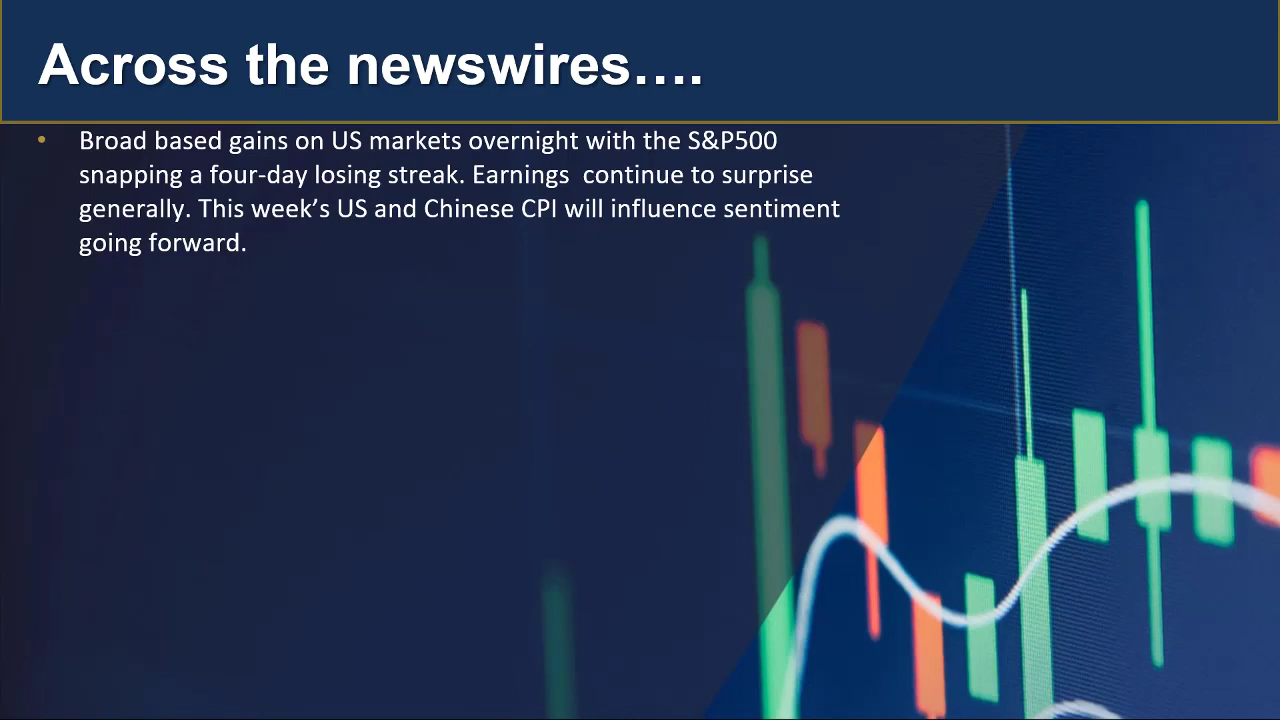 Across the newswires….
• Broad based gains on US markets overnight with the S&P500
snapping a four-day losing streak. Earnings  continue to surprise
generally. This week’s US and Chinese CPI will influence sentiment
going forward.